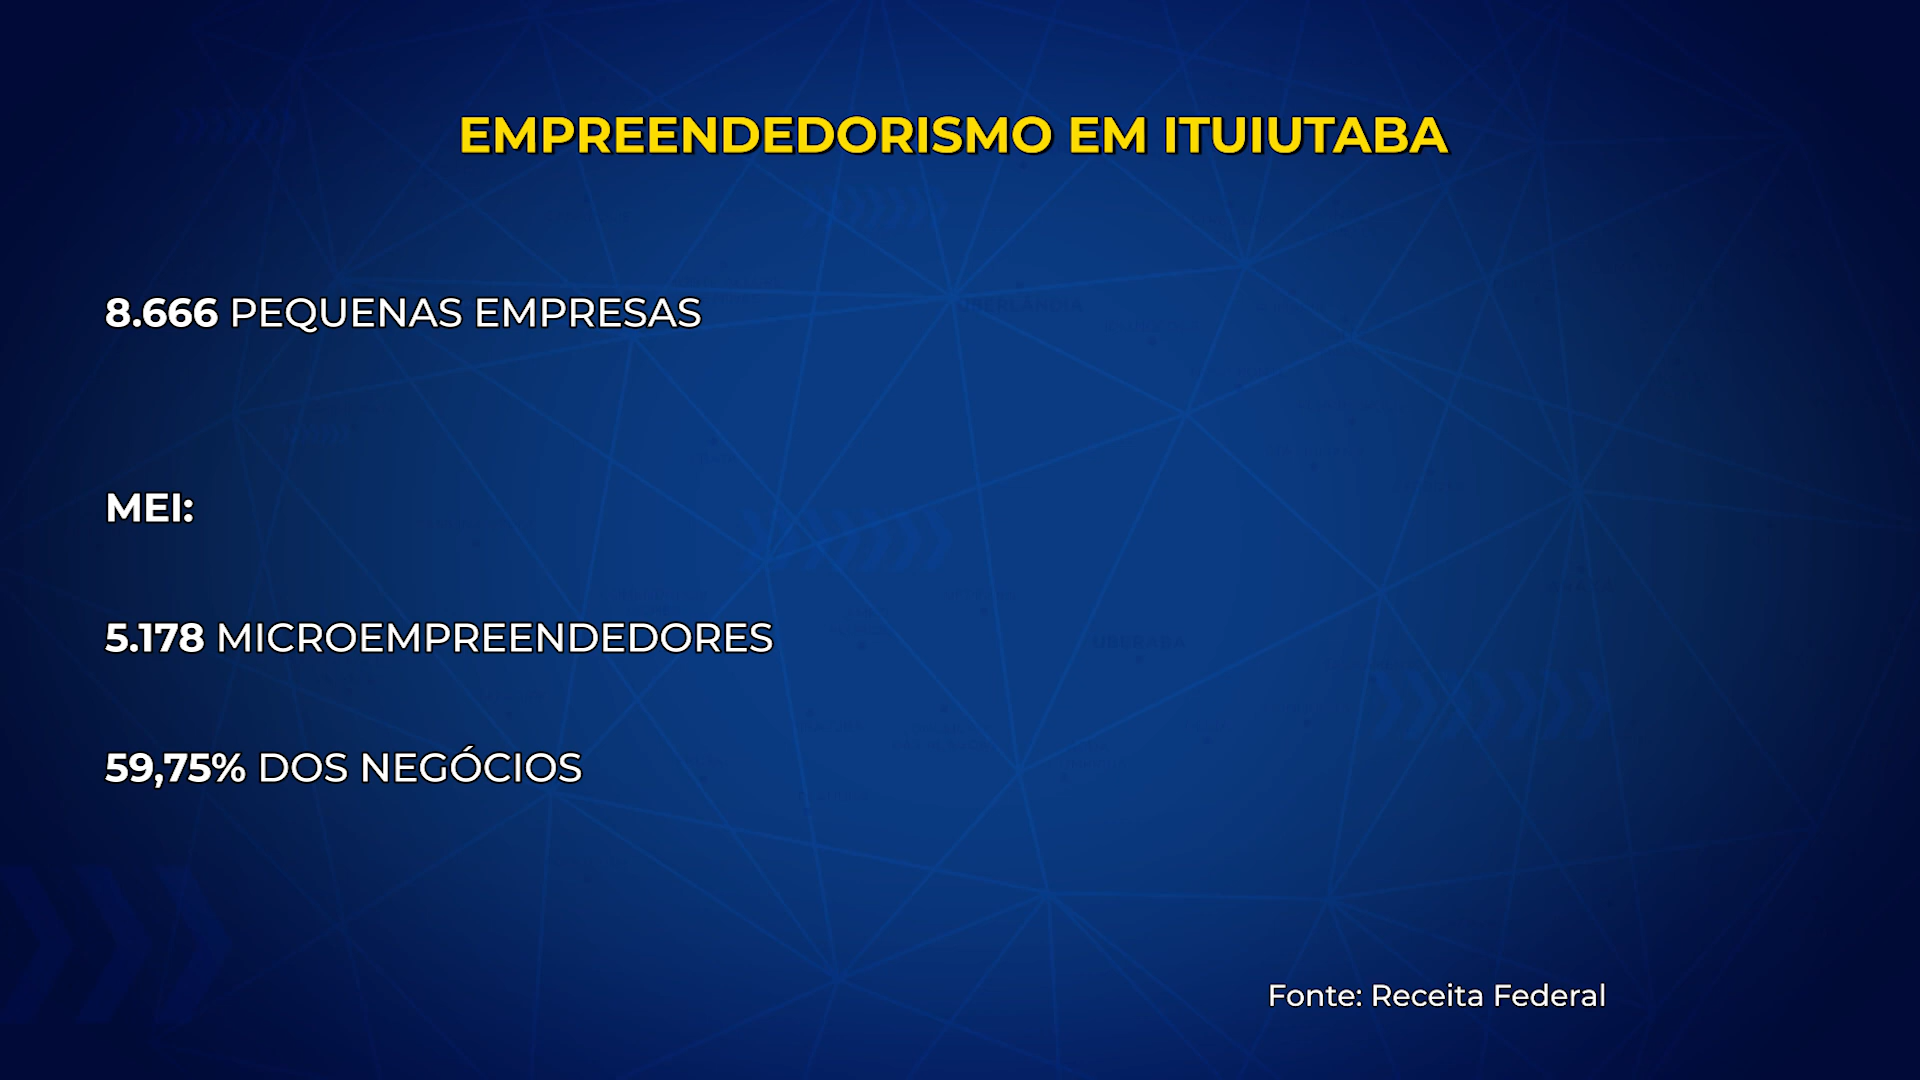 EMPREENDEDORISMO EM ITUIUTABA
8.666 PEQUENAS EMPRESAS
MEI:
5.178 MICROEMPREENDEDORES
59,75% DOS NEGÓCIOS
Fonte: Receita Federal